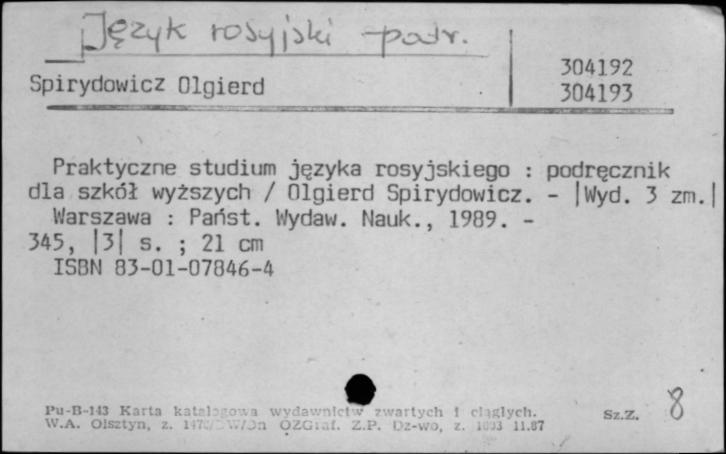 Język rosyjski - podr.
304192
Spirydowicz Olgierd
304193
Praktyczne studium języka rosyjskiego : podręcznik
dla szkół wyższych / Olgierd Spirydowicz. - |Wyd. 3 zm.|
Warszawa : Państ. Wydaw. Nauk., 1989. -
345, |3| s. ; 21 cm
ISBN 83-01-07846-4
Pu-B-143 Karta katalogowa wydawnictw zwartych i ciągłych. Sz.Z. 8
W.A. Olsztyn, z. OZGraf. Z.P. Dz-wo, z. 11.87